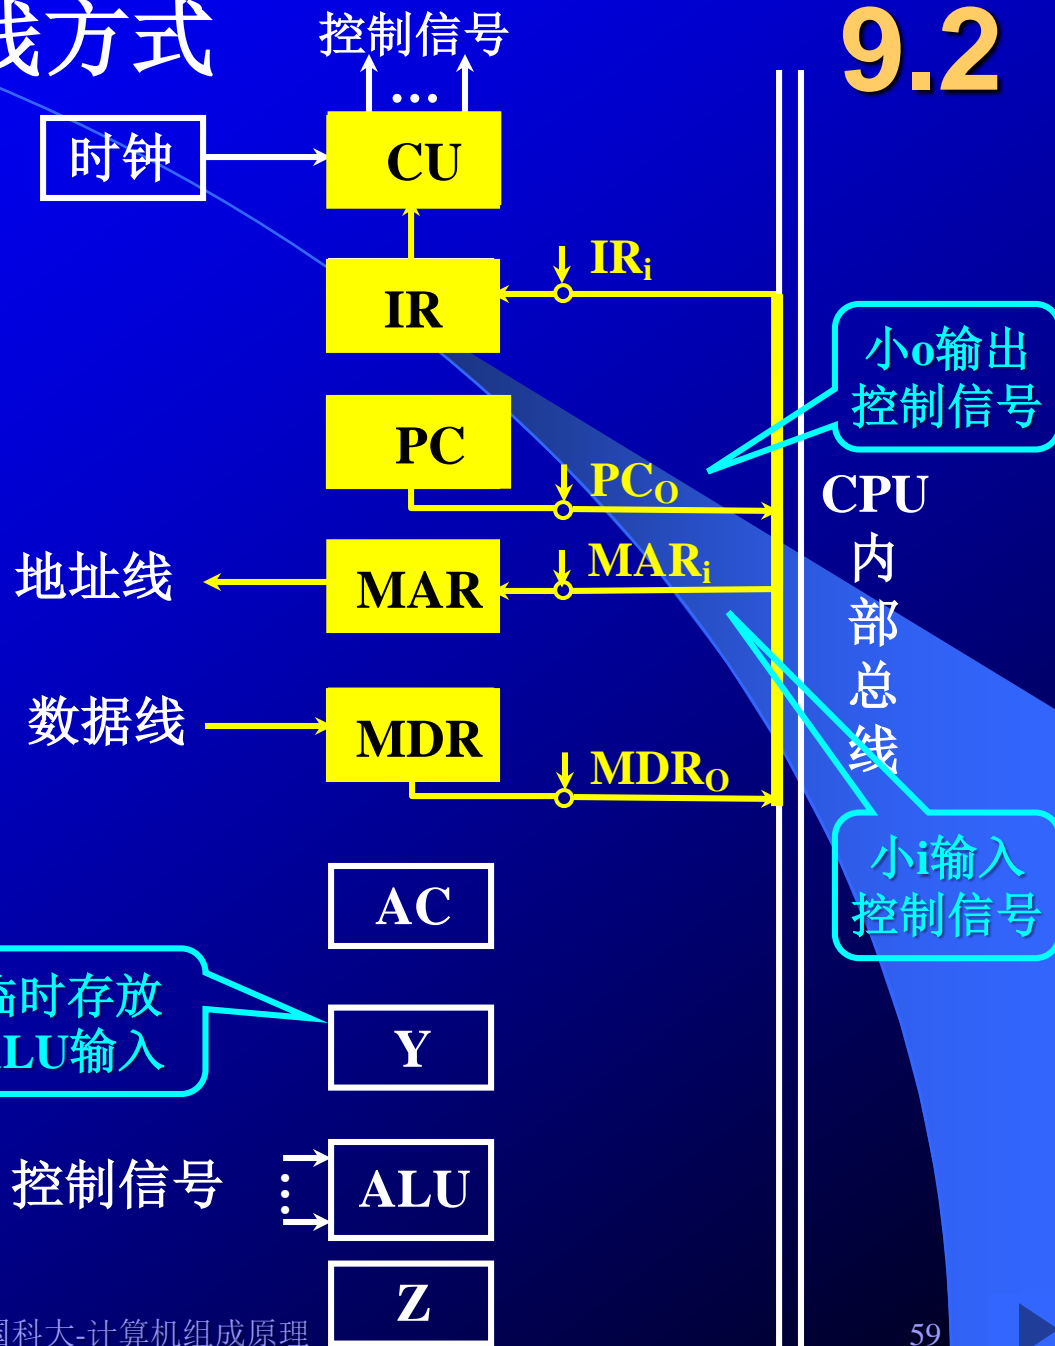 线方式
控制信号
9.2
…
时钟
CU
IR
IRi
小o输出
控制信号
PC
PCO
CPU
内
部
总
线
地址线
MAR
MARi
数据线
MDR
MDRO
小i输入
控制信号
AC
临时存放
ALU输入
Y
控制信号
ALU
Z
国科大-计算机组成原理
59